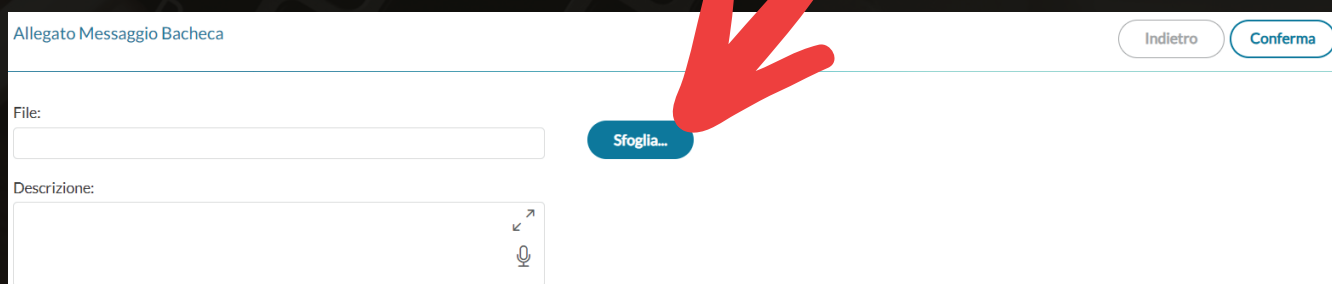 Allegato Messaggio Bacheca
Indietro
Conferma
File:
Sfoglia...
Descrizione: